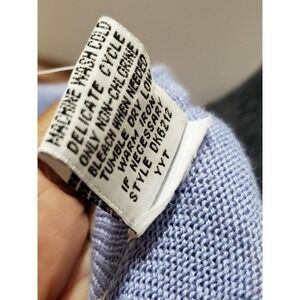 MACHINE WASH COLD
DELICATE CYCLE
ONLY NON-CHLORINE
BLEACH WHEN NEEDED
TUMBLE DRY LOW
WARM IRON
IF NECESSARY
STYLE DK6212
YYT